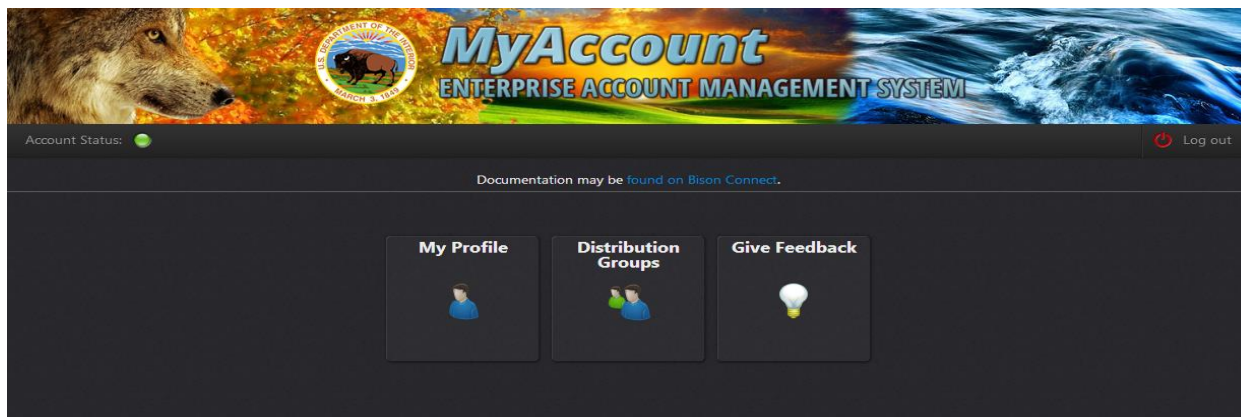 U.S. DEPARTMENT OF THE INTERIOR
MARCH 3, 1849
MyAccount
ENTERPRISE ACCOUNT MANAGEMENT SYSTEM
Account Status:
Log out
Documentation may be found on Bison Connect.
My Profile
Distribution
Groups
Give Feedback